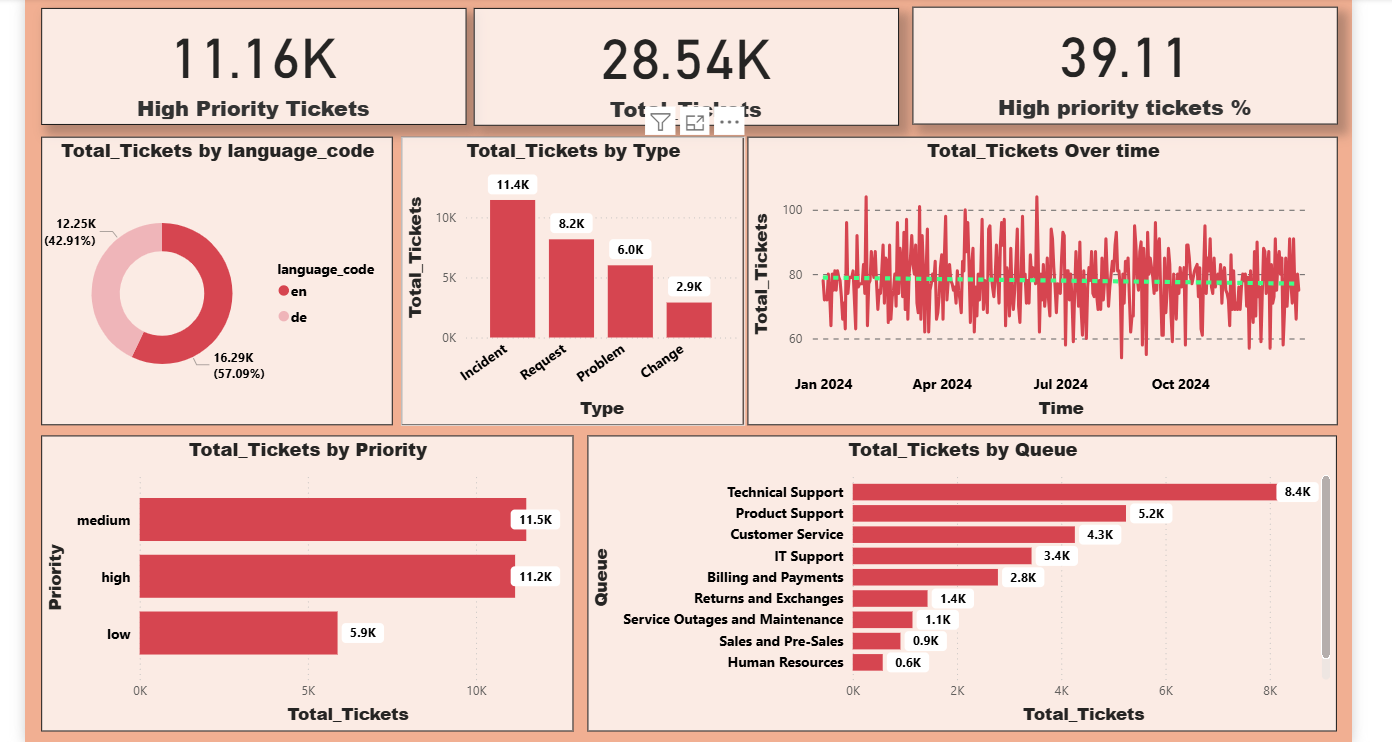 11.16K
High Priority Tickets
28.54K
Total_Tickets
39.11
High priority tickets %
Total_Tickets by language_code
12.25K
(42.91%)
16.29K
(57.09%)
language_code
en
de
Total_Tickets by Type
Total_Tickets
10K
5K
0K
11.4K
8.2K
6.0K
2.9K
Incident
Request
Problem
Change
Type
Total_Tickets Over time
Total_Tickets
100
80
60
Jan 2024
Apr 2024
Jul 2024
Oct 2024
Time
Total_Tickets by Priority
Priority
medium
11.5K
high
11.2K
low
5.9K
0K
5K
10K
Total_Tickets
Total_Tickets by Queue
Queue
Technical Support
8.4K
Product Support
5.2K
Customer Service
4.3K
IT Support
3.4K
Billing and Payments
2.8K
Returns and Exchanges
1.4K
Service Outages and Maintenance
1.1K
Sales and Pre-Sales
0.9K
Human Resources
0.6K
0K
2K
4K
6K
8K
Total_Tickets